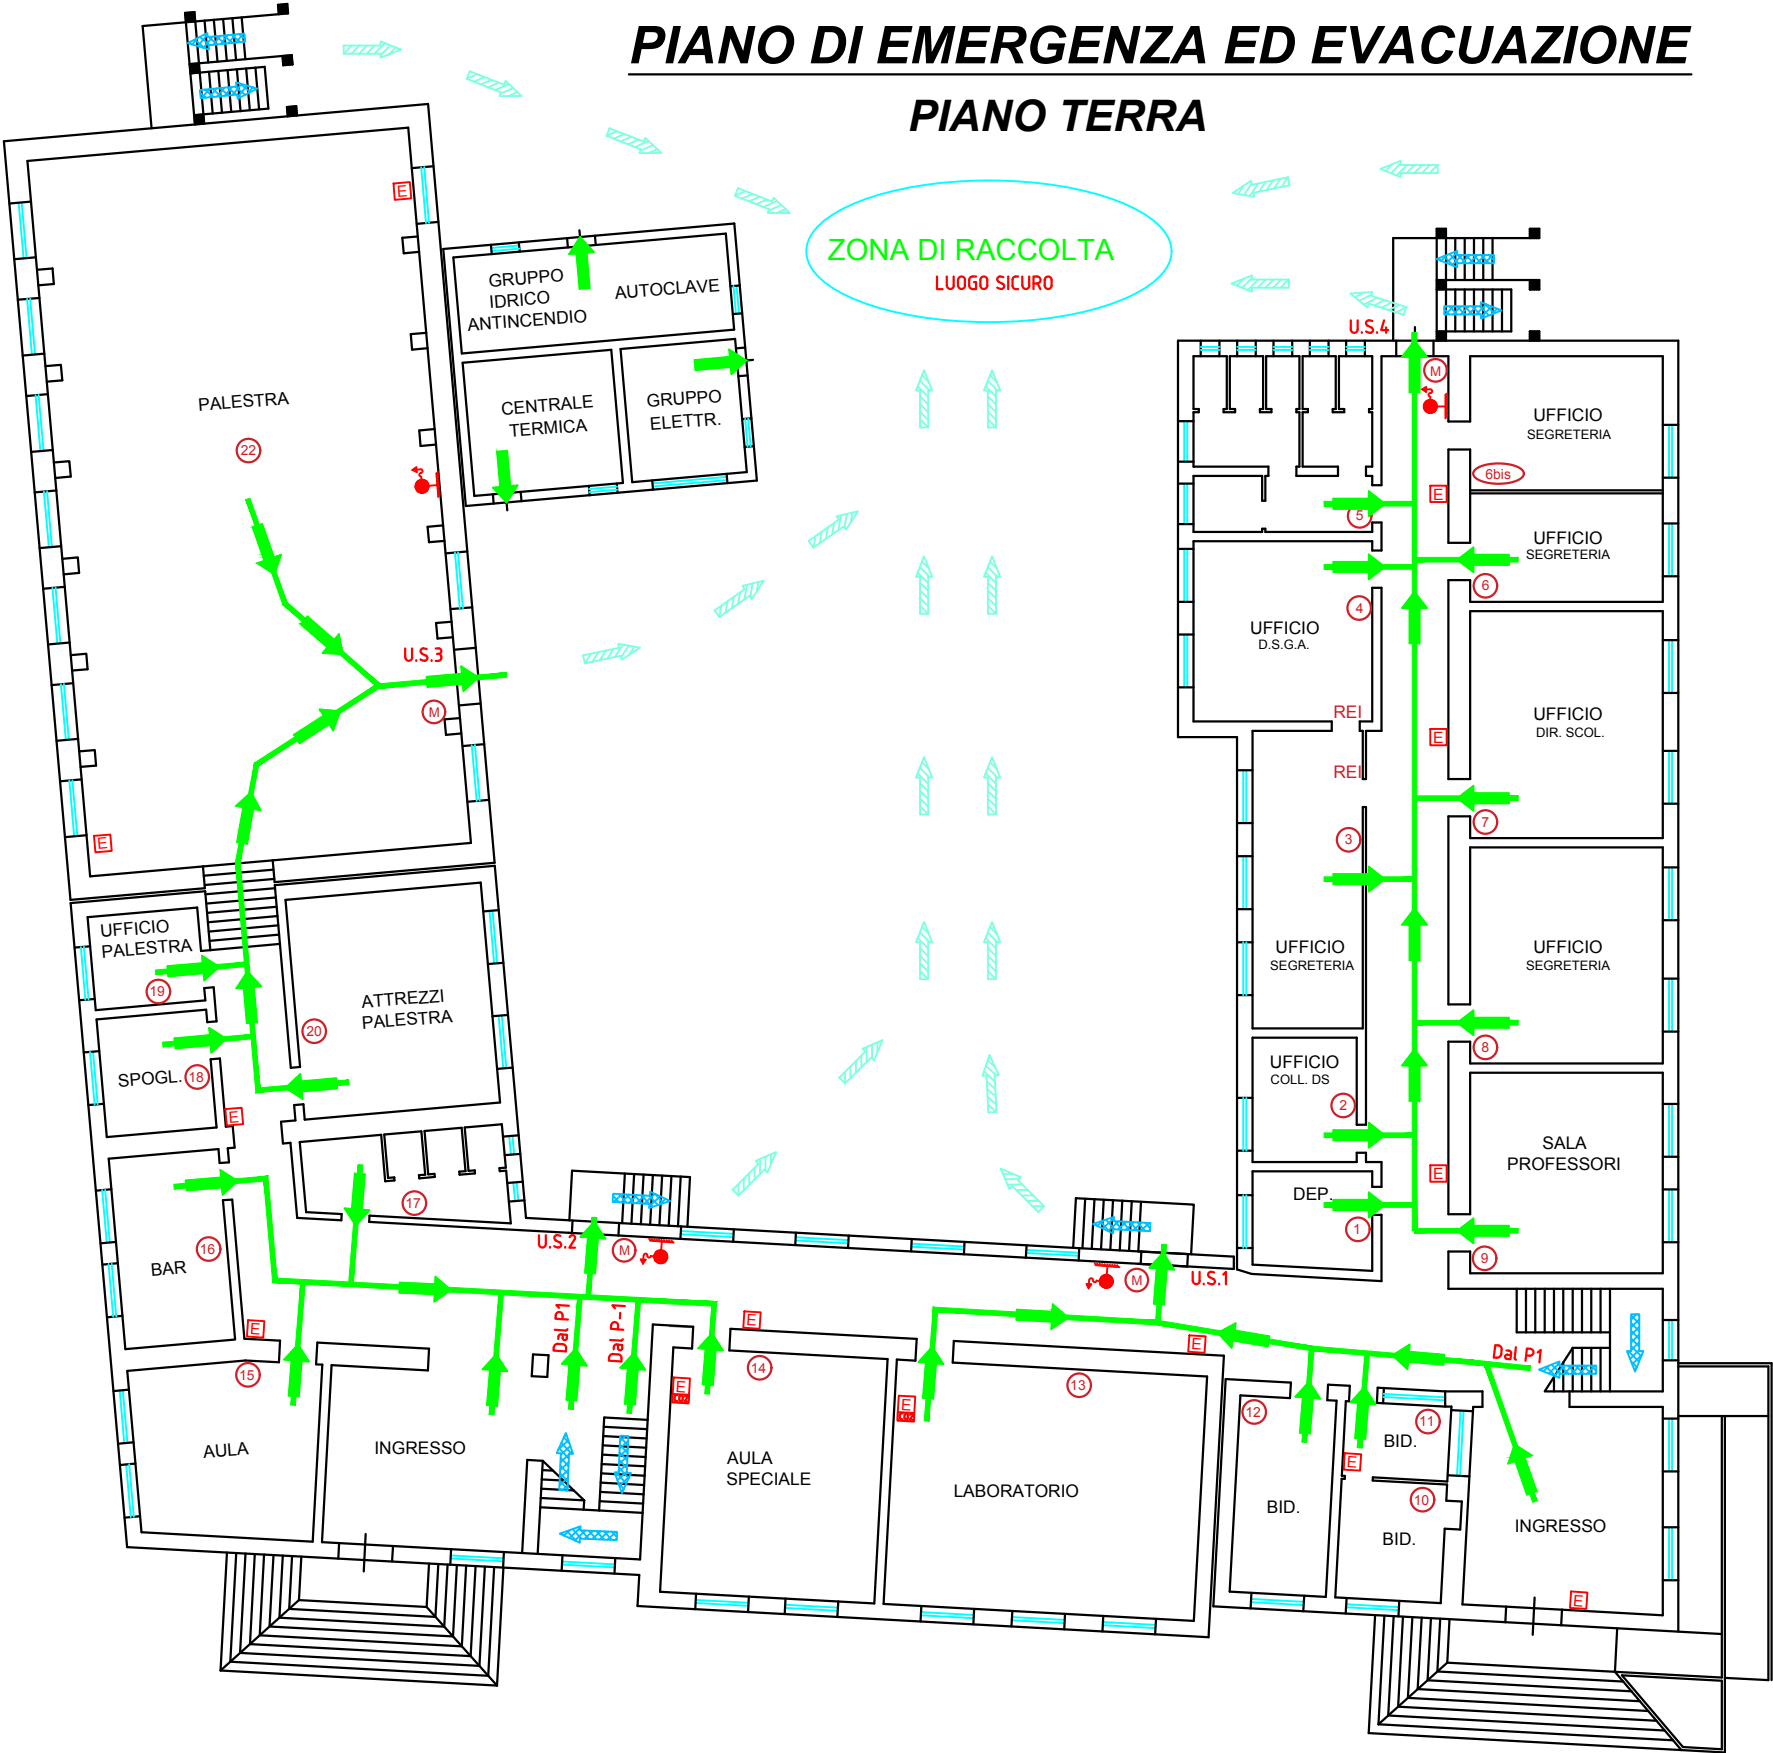 PIANO DI EMERGENZA ED EVACUAZIONE
PIANO TERRA
ZONA DI RACCOLTA
LUOGO SICURO
E
PALESTRA
22
U.S.3
M
E
GRUPPO
IDRICO
ANTINCENDIO
AUTOCLAVE
CENTRALE
TERMICA
GRUPPO
ELETTR.
U.S.4
M
UFFICIO
SEGRETERIA
6bis
E
5
UFFICIO
SEGRETERIA
6
4
UFFICIO
D.S.G.A.
REI
REI
E
UFFICIO
DIR. SCOL.
7
3
UFFICIO
SEGRETERIA
UFFICIO
SEGRETERIA
8
UFFICIO
COLL. DS
2
SALA
PROFESSORI
E
DEP.
1
9
UFFICIO
PALESTRA
19
ATTREZZI
PALESTRA
20
SPOGL.
18
E
17
BAR
16
U.S.2
M
M
U.S.1
E
15
AULA
INGRESSO
Dal P1
Dal P-1
E
14
E
AULA
SPECIALE
E
13
LABORATORIO
E
Dal P1
12
BID.
11
BID.
E
10
BID.
INGRESSO
E